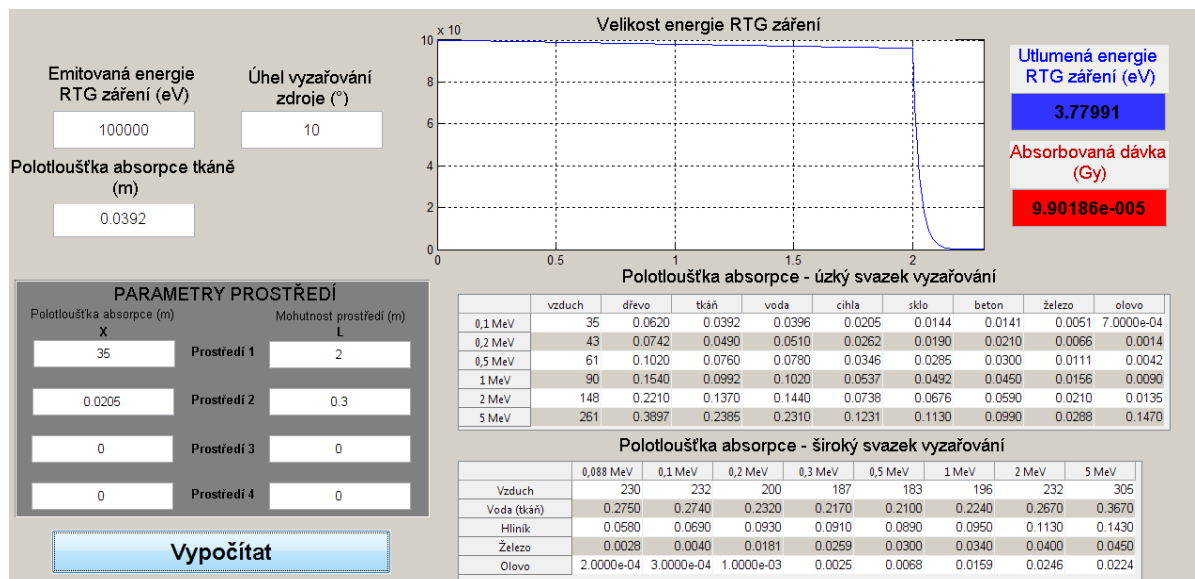 Velikost energie RTG záření
x 10
10
8
6
4
2
0
0
0.5
1
1.5
2
Emitovaná energie
RTG záření (eV)
100000
Úhel vyzařování
zdroje (°)
10
Polotloušťka absorpce tkáně
(m)
0.0392
Utlumená energie
RTG záření (eV)
3.77991
Absorbovaná dávka
(Gy)
9.90186e-005
PARAMETRY PROSTŘEDÍ
Polotloušťka absorpce (m)
X
Mohutnost prostředí (m)
L
35 Prostředí 1 2
0.0205 Prostředí 2 0.3
0 Prostředí 3 0
0 Prostředí 4 0
Vypočítat
Polotloušťka absorpce - úzký svazek vyzařování
vzduch dřevo tkáň voda cihla sklo beton železo olovo
0,1 MeV 35 0.0620 0.0392 0.0396 0.0205 0.0144 0.0141 0.0051 7.0000e-04
0,2 MeV 43 0.0742 0.0490 0.0510 0.0262 0.0190 0.0210 0.0066 0.0014
0,5 MeV 61 0.1020 0.0760 0.0780 0.0346 0.0285 0.0300 0.0111 0.0042
1 MeV 90 0.1540 0.0992 0.1020 0.0537 0.0492 0.0450 0.0156 0.0090
2 MeV 148 0.2210 0.1370 0.1440 0.0738 0.0676 0.0590 0.0210 0.0135
5 MeV 261 0.3897 0.2385 0.2310 0.1231 0.1130 0.0990 0.0288 0.1470
Polotloušťka absorpce - široký svazek vyzařování
0,088 MeV 0,1 MeV 0,2 MeV 0,3 MeV 0,5 MeV 1 MeV 2 MeV 5 MeV
Vzduch 230 232 200 187 183 196 232 305
Voda (tkáň) 0.2750 0.2740 0.2320 0.2170 0.2100 0.2240 0.2670 0.3670
Hliník 0.0580 0.0690 0.0930 0.0910 0.0890 0.0950 0.1130 0.1430
Železo 0.0028 0.0040 0.0181 0.0259 0.0300 0.0340 0.0400 0.0450
Olovo 2.0000e-04 3.0000e-04 1.0000e-03 0.0025 0.0068 0.0159 0.0246 0.0224